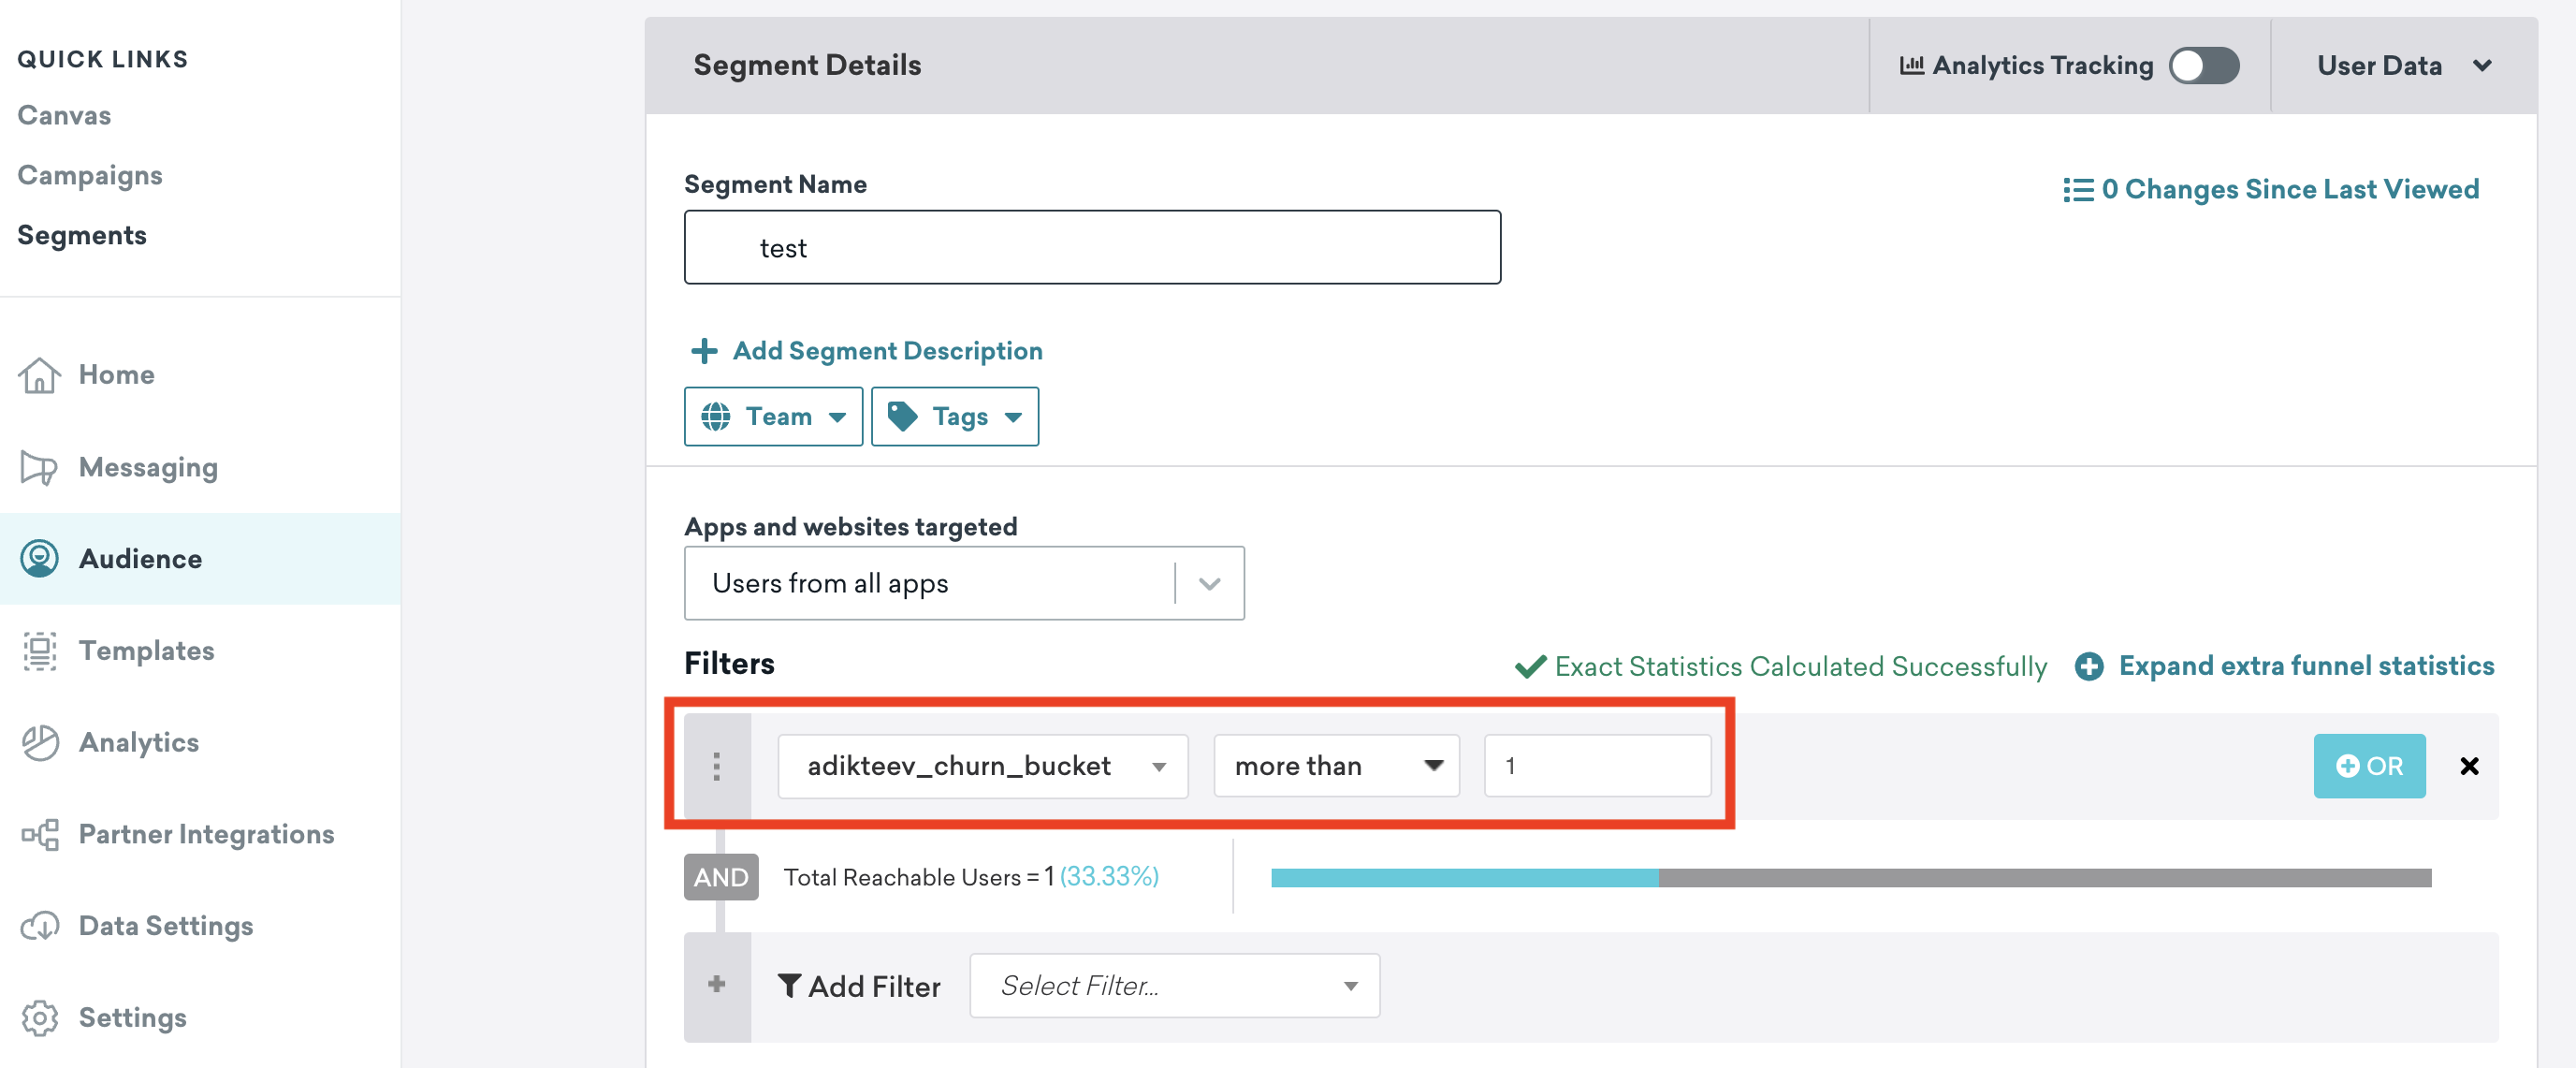 QUICK LINKS
Canvas
Campaigns
Segments
Home
Messaging
Audience
Templates
Analytics
Partner Integrations
Data Settings
Settings
Segment Details
Analytics Tracking
User Data
Segment Name
0 Changes Since Last Viewed
test
Add Segment Description
Team
Tags
Apps and websites targeted
Users from all apps
Filters
Exact Statistics Calculated Successfully
Expand extra funnel statistics
adikteev_churn_bucket
more than
1
OR
AND
Total Reachable Users = 1 (33.33%)
Add Filter
Select Filter...